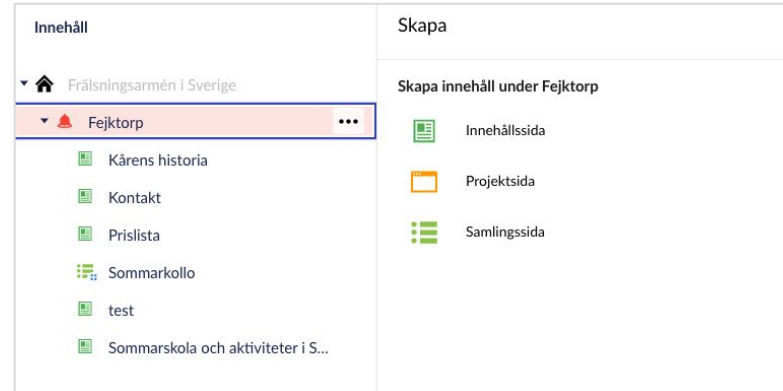 Innehåll
Frälsningsarmén i Sverige
Fejktorp
Kårens historia
Kontakt
Prislista
Sommarkollo
test
Sommarskola och aktiviteter i S...
Skapa
Skapa innehåll under Fejktorp
Innehållssida
Projektsida
Samlingssida